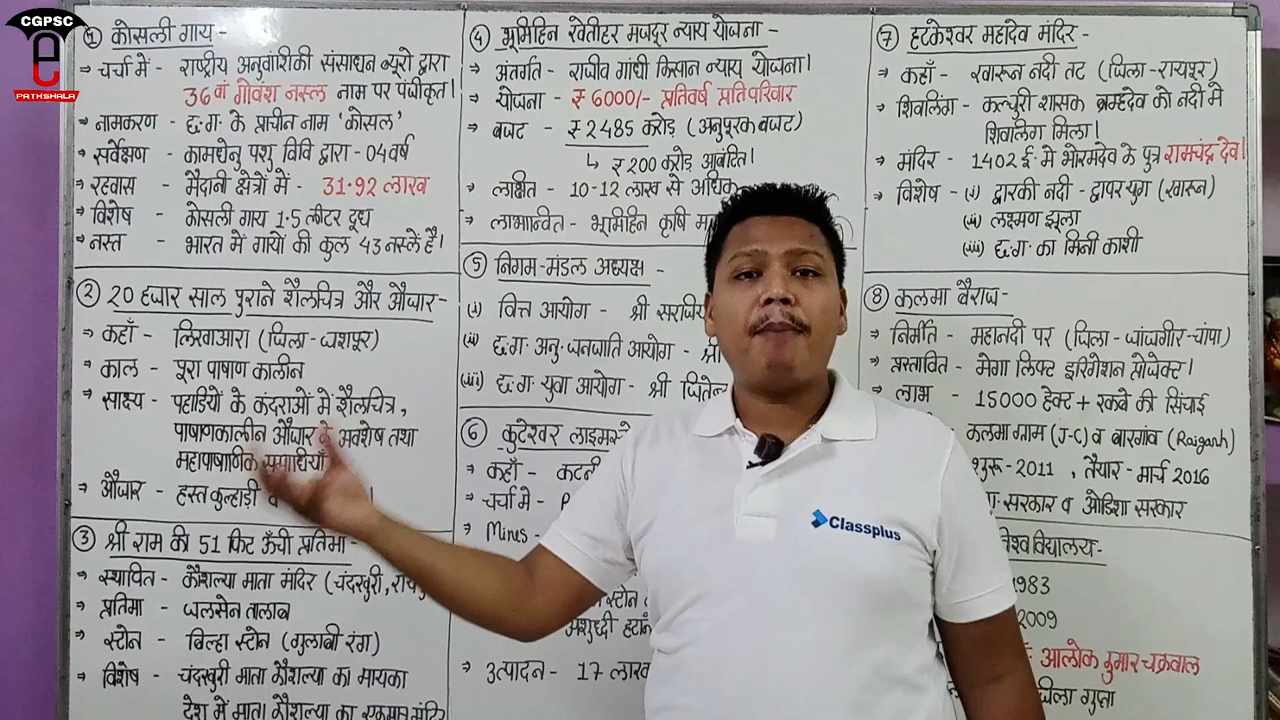 CGPSC
e
PATHSHALA
① कोसली गाय -
→ चर्चा में - राष्ट्रीय अनुवांशिकी संसाधन ब्यूरो द्वारा
36वां गोवंश नस्ल नाम पर पंजीकृत।
→ नामकरण - छ.ग. के प्राचीन नाम 'कोसल'
→ सर्वेक्षण - कामधेनु पशु विवि द्वारा - 04 वर्ष
→ रहवास - मैदानी क्षेत्रों में - 31.92 लाख
→ विशेष - कोसली गाय 1.5 लीटर दूध
→ नस्ल - भारत में गायों की कुल 43 नस्लें है।
② 20 हजार साल पुराने शैलचित्र और औजार -
→ कहाँ - लिखाआरा (जिला - जशपुर)
→ काल - पूरा पाषाण कालीन
→ साक्ष्य - पहाडियों के कंदराओं में शैलचित्र,
पाषाणकालीन औजार के अवशेष तथा
महापाषाणिक समाधियाँ
→ औजार - हस्त कुल्हाड़ी व
③ श्री राम की 51 फिट ऊँची प्रतिमा -
→ स्थापित - कौशल्या माता मंदिर (चंदखुरी,
→ प्रतिमा - जलसेन तालाब
→ स्टोन - बिल्हा स्टोन (गुलाबी रंग)
→ विशेष - चंदखुरी माता कौशल्या का मायका
देश में माता कौशल्या का एकमात्र मंदिर
④ भूमिहिन खेतीहर मजदूर न्याय योजना -
→ अंतर्गत - राजीव गांधी किसान न्याय योजना।
→ योजना - ₹ 6000/- प्रतिवर्ष प्रति परिवार
→ बजट - ₹ 2485 करोड़ (अनुपूरक बजट)
↳ ₹ 200 करोड़ आबंटित।
→ लक्षित - 10-12 लाख से अधिक
→ लाभान्वित - भूमिहिन कृषि
⑤ निगम-मंडल अध्यक्ष -
(i) वित्त आयोग - श्री
(ii) छ.ग. अनु. जनजाति आयोग - श्री
(iii) छ.ग. युवा आयोग - श्री
⑥ कुटेश्वर
→ कहाँ -
→ चर्चा में -
→ Mines -
स्टोन
अशुध्दी
→ उत्पादन - 17 लाख
⑦ हटकेश्वर महादेव मंदिर -
→ कहाँ - खारून नदी तट (जिला - रायपुर)
→ शिवलिंग - कल्चुरी शासक ब्रम्हदेव को नदी में
शिवलिंग मिला।
→ मंदिर - 1402 ई. में भोरमदेव के पुत्र रामचंद्र देव।
→ विशेष - (i) द्वारकी नदी - द्वापर युग (खारून)
(ii) लक्ष्मण झूला
(iii) छ.ग. का मिनी काशी
⑧ कलमा बैराज -
→ निर्मित - महानदी पर (जिला - जांजगीर-चांपा)
→ प्रस्तावित - मेगा लिफ्ट इरिगेशन प्रोजेक्ट।
→ लाभ - 15000 हेक्ट + रकबे की सिंचाई
कलमा ग्राम (J-C) व बारगांव (Raigarh)
शुरू - 2011 , तैयार - मार्च 2016
सरकार व ओडिशा सरकार
विश्वविद्यालय -
1983
2009
आलोक कुमार चक्रवाल
गुप्ता
Classplus